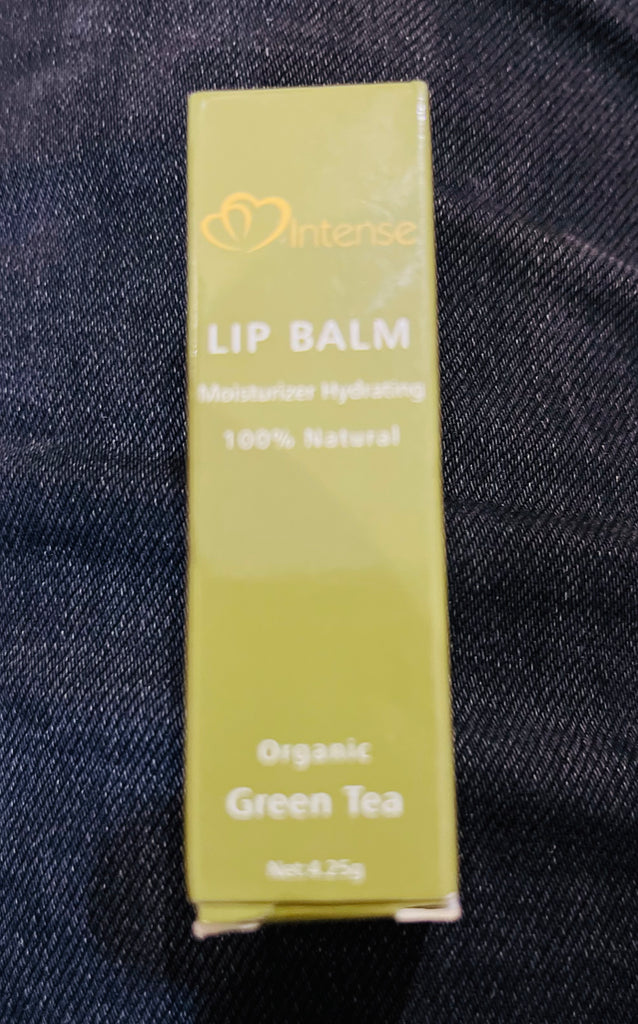 Intense
LIP BALM
Moisturizer Hydrating
100% Natural
Organic
Green Tea
Net 4.25g